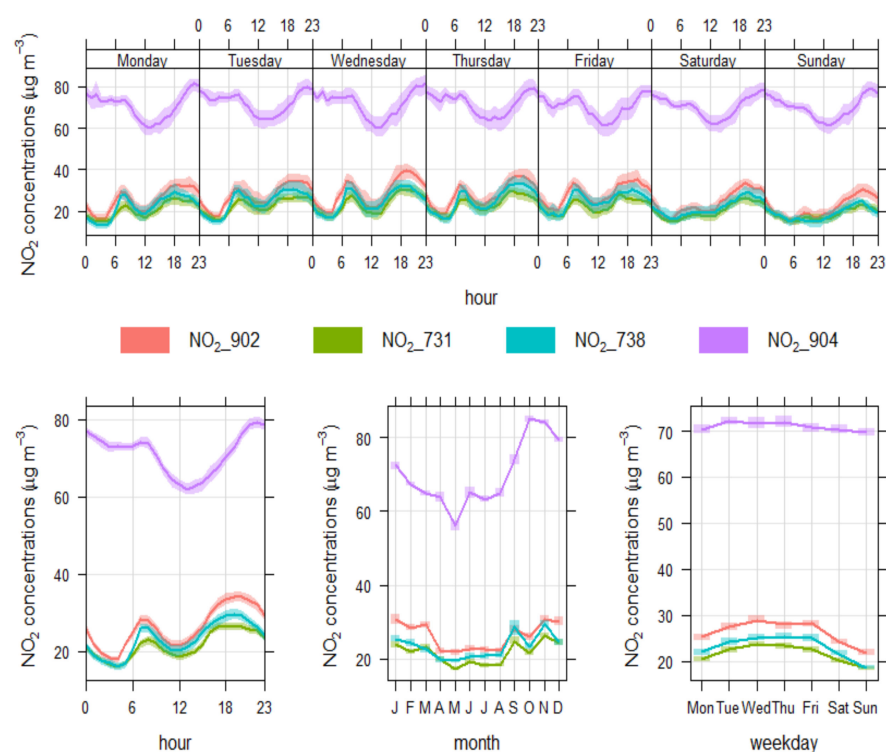 0 6 12 18 23 0 6 12 18 23 0 6 12 18 23
Monday Tuesday Wednesday Thursday Friday Saturday Sunday
NO₂ concentrations (μg m⁻³)
80
60
40
20
0 6 12 18 23 0 6 12 18 23 0 6 12 18 23 0 6 12 18 23
hour
NO₂_902 NO₂_731 NO₂_738 NO₂_904
NO₂ concentrations (μg m⁻³)
80
60
40
20
0 6 12 18 23
hour
NO₂ concentrations (μg m⁻³)
80
60
40
20
J F M A M J J A S O N D
month
NO₂ concentrations (μg m⁻³)
70
60
50
40
30
20
Mon Tue Wed Thu Fri Sat Sun
weekday